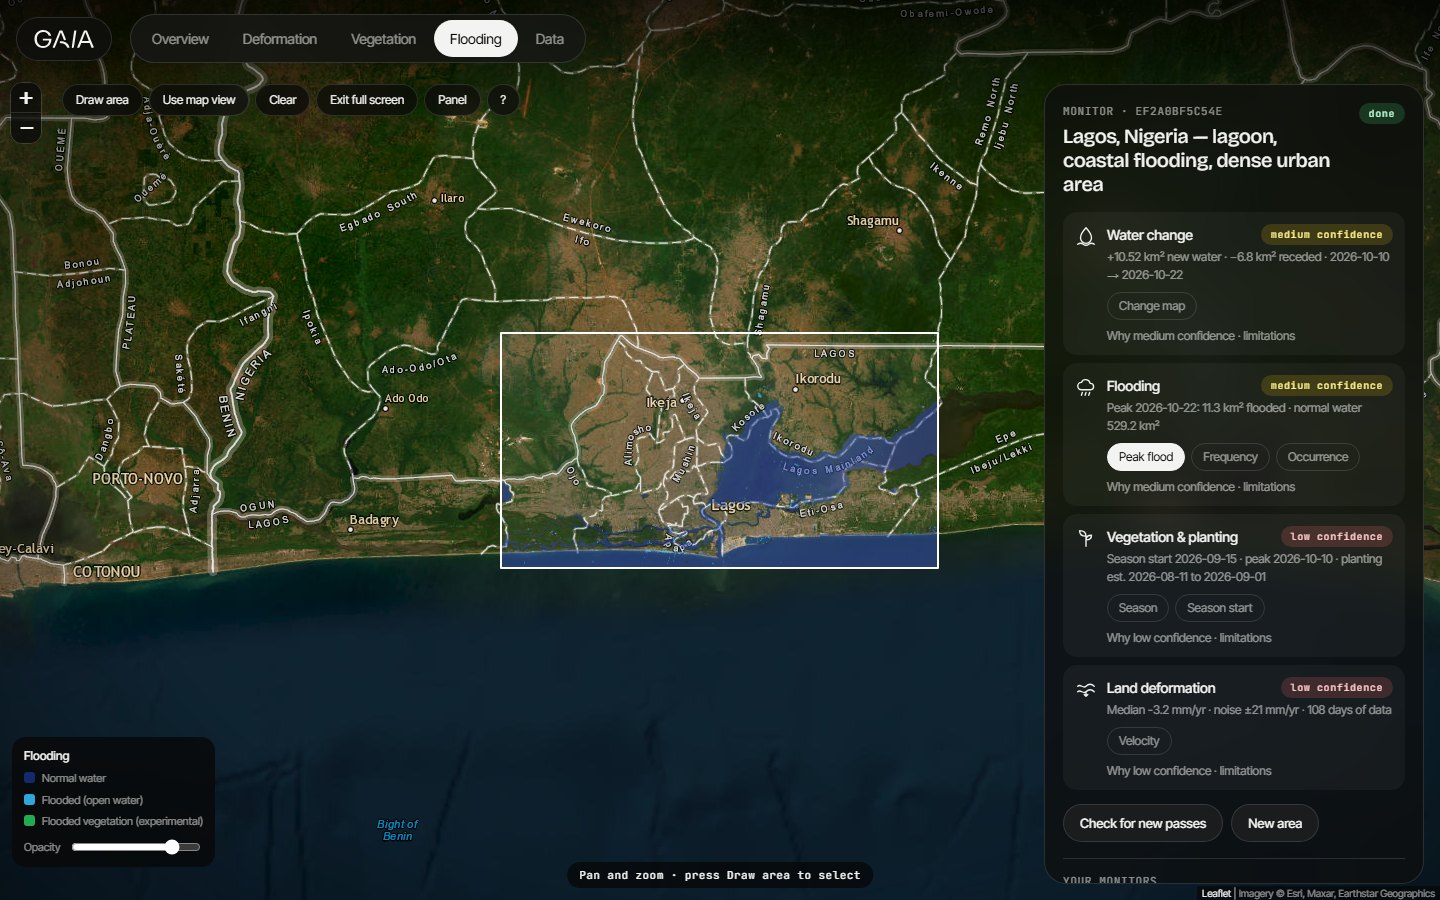 GAIA
Overview
Deformation
Vegetation
Flooding
Data
+
−
Draw area
Use map view
Clear
Exit full screen
Panel
?
Obafemi-Owode
Remo North
Ijebu North
Ikenne
Shagamu
Shagamu
OUÉMÉ
Adja-Ouèrè
Ouémé
Bonou
Adjohoun
PLATEAU
Sakété
Ifangni
NIGERIA
BENIN
Ipokia
Egbado South
Ilaro
Ewekoro
Ifo
Ado-Odo/Ota
Ado Odo
Dangbo
PORTO-NOVO
Adjarra
OGUN
LAGOS
Badagry
ey-Calavi
COTONOU
LAGOS
Ikorodu
Ikeja
Ikeja
Kosofe
Ikorodu
Alimosho
Mushin
Ojo
Lagos Mainland
Lagos
Eti-Osa
Apapa
Epe
Ibeju/Lekki
Bight of
Benin
MONITOR · EF2A0BF5C54E
done
Lagos, Nigeria — lagoon,
coastal flooding, dense urban
area
Water change
medium confidence
+10.52 km² new water · −6.8 km² receded · 2026-10-10
→ 2026-10-22
Change map
Why medium confidence · limitations
Flooding
medium confidence
Peak 2026-10-22: 11.3 km² flooded · normal water
529.2 km²
Peak flood
Frequency
Occurrence
Why medium confidence · limitations
Vegetation & planting
low confidence
Season start 2026-09-15 · peak 2026-10-10 · planting
est. 2026-08-11 to 2026-09-01
Season
Season start
Why low confidence · limitations
Land deformation
low confidence
Median -3.2 mm/yr · noise ±21 mm/yr · 108 days of data
Velocity
Why low confidence · limitations
Check for new passes
New area
YOUR MONITORS
Flooding
Normal water
Flooded (open water)
Flooded vegetation (experimental)
Opacity
Pan and zoom · press Draw area to select
Leaflet | Imagery © Esri, Maxar, Earthstar Geographics